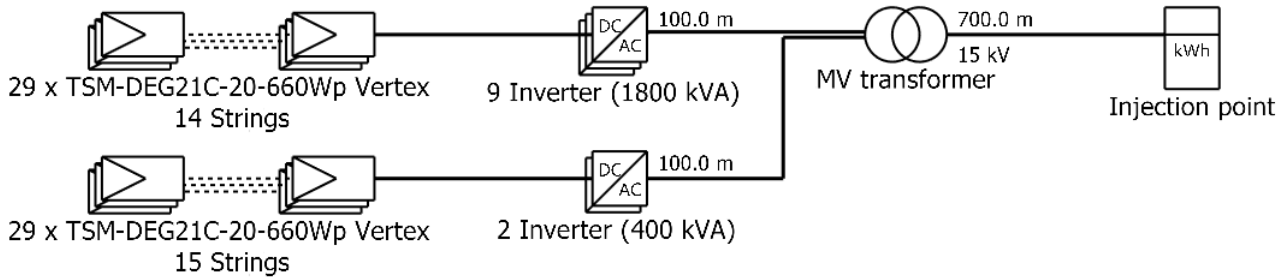 DC
AC
100.0 m
700.0 m
15 kV
kWh
29 x TSM-DEG21C-20-660Wp Vertex
14 Strings
9 Inverter (1800 kVA)
MV transformer
Injection point
DC
AC
100.0 m
29 x TSM-DEG21C-20-660Wp Vertex
15 Strings
2 Inverter (400 kVA)